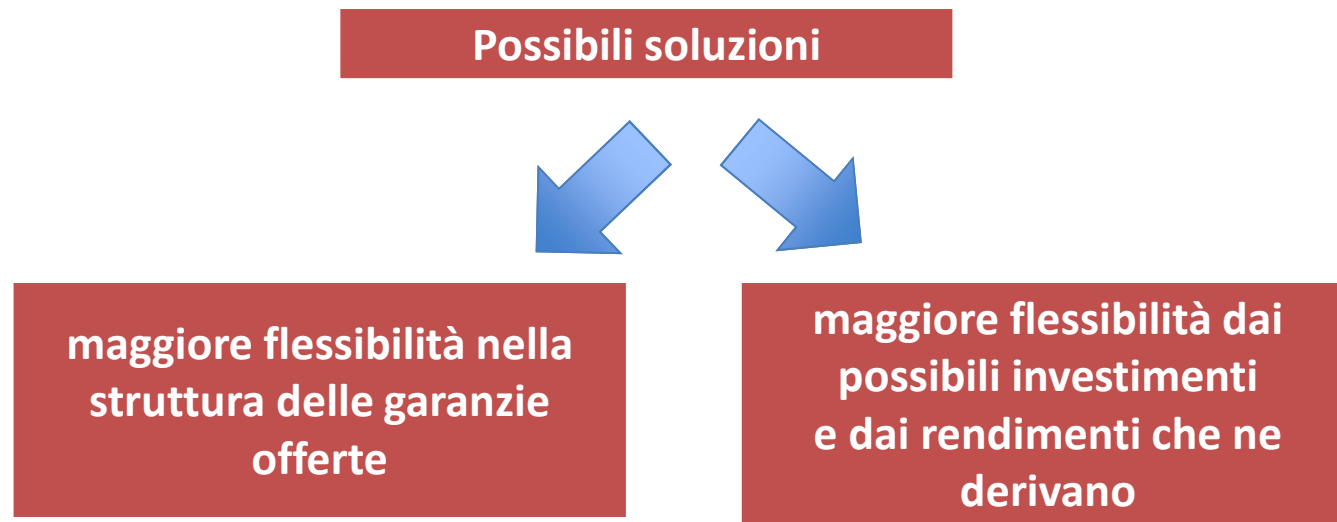 Possibili soluzioni
maggiore flessibilità nella
struttura delle garanzie
offerte
maggiore flessibilità dai
possibili investimenti
e dai rendimenti che ne
derivano